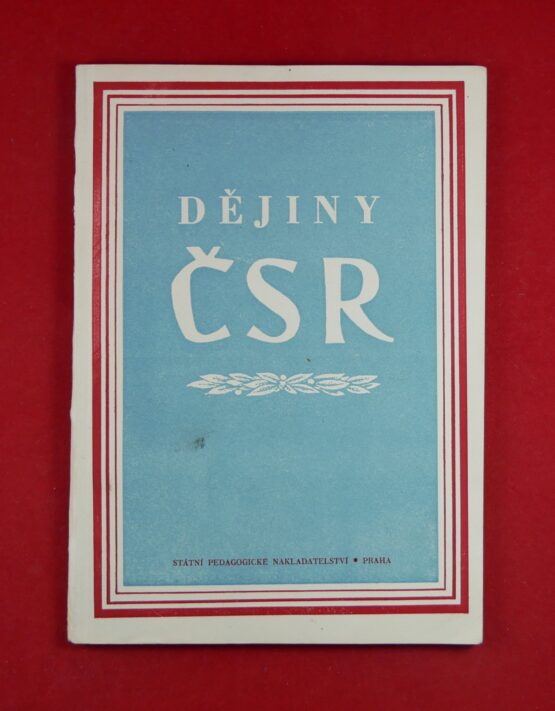 DĚJINY
ČSR
STÁTNÍ PEDAGOGICKÉ NAKLADATELSTVÍ * PRAHA